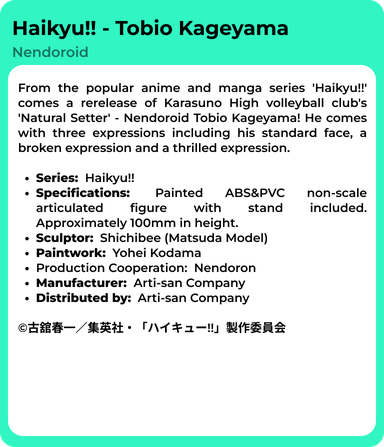 Haikyu!! - Tobio Kageyama
Nendoroid
From the popular anime and manga series 'Haikyu!!'
comes a rerelease of Karasuno High volleyball club's
'Natural Setter' - Nendoroid Tobio Kageyama! He comes
with three expressions including his standard face, a
broken expression and a thrilled expression.
• Series: Haikyu!!
• Specifications: Painted ABS&PVC non-scale
articulated figure with stand included.
Approximately 100mm in height.
• Sculptor: Shichibee (Matsuda Model)
• Paintwork: Yohei Kodama
• Production Cooperation: Nendoron
• Manufacturer: Arti-san Company
• Distributed by: Arti-san Company
©古舘春一／集英社・「ハイキュー!!」製作委員会